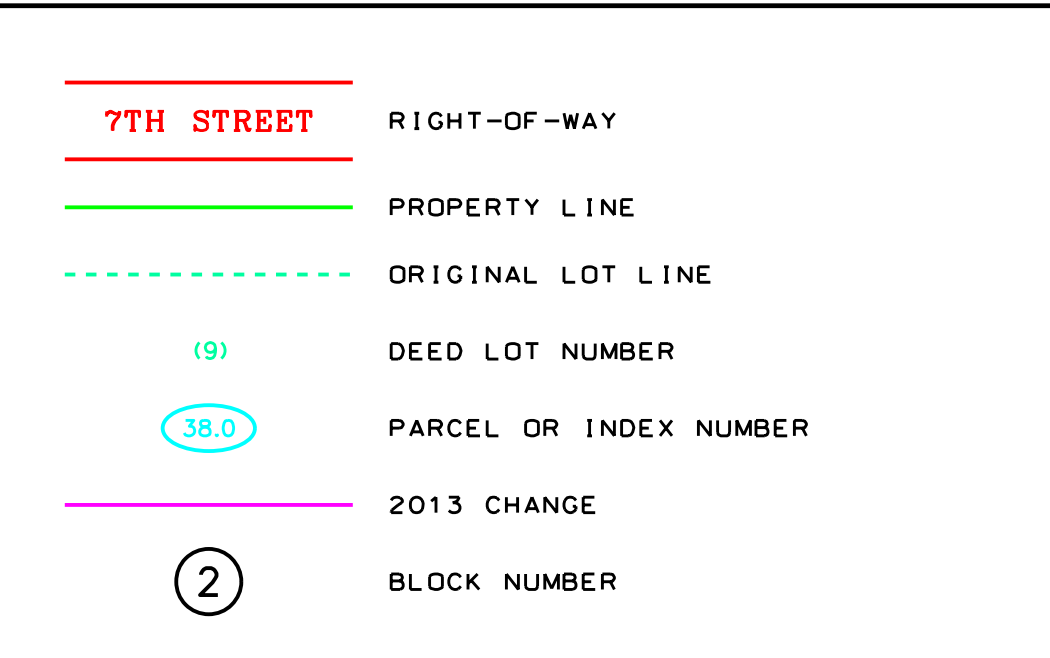 7TH STREET RIGHT-OF-WAY
PROPERTY LINE
ORIGINAL LOT LINE
(9) DEED LOT NUMBER
38.0 PARCEL OR INDEX NUMBER
2013 CHANGE
2 BLOCK NUMBER